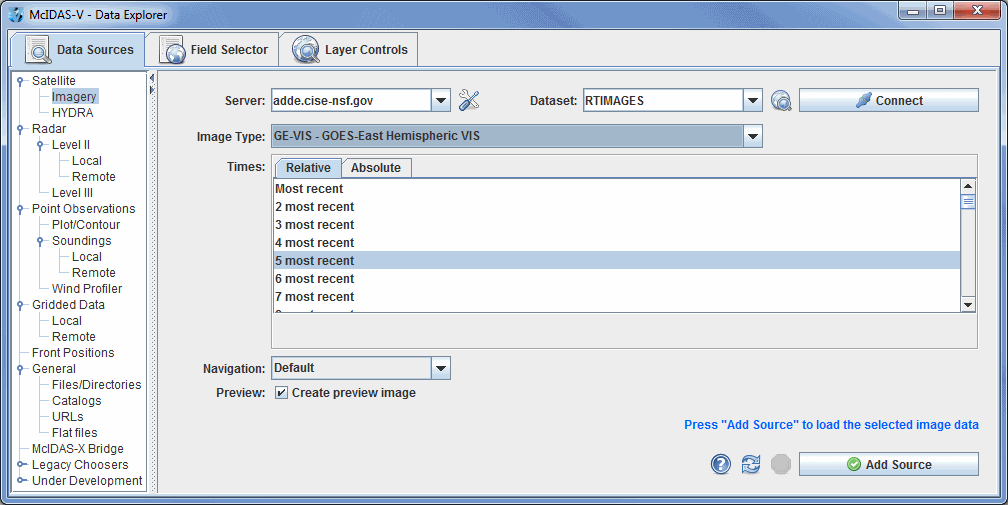 McIDAS-V - Data Explorer
Data Sources
Field Selector
Layer Controls
Satellite
Imagery
HYDRA
Radar
Level II
Local
Remote
Level III
Point Observations
Plot/Contour
Soundings
Local
Remote
Wind Profiler
Gridded Data
Local
Remote
Front Positions
General
Files/Directories
Catalogs
URLs
Flat files
McIDAS-X Bridge
Legacy Choosers
Under Development
Server: adde.cise-nsf.gov Dataset: RTIMAGES Connect
Image Type: GE-VIS - GOES-East Hemispheric VIS
Times: Relative Absolute
Most recent
2 most recent
3 most recent
4 most recent
5 most recent
6 most recent
7 most recent
Navigation: Default
Preview: Create preview image
Press "Add Source" to load the selected image data
Add Source